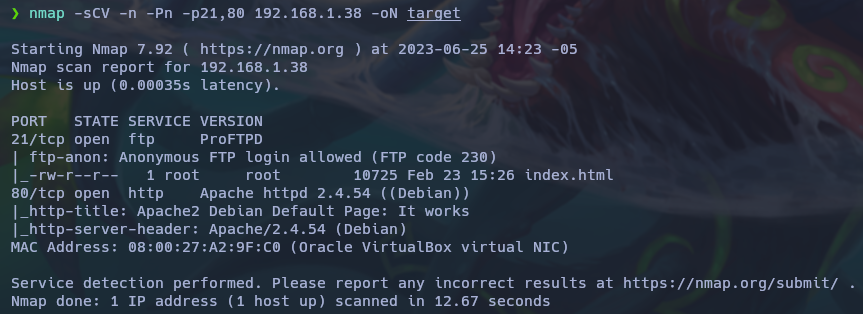 ❯ nmap -sCV -n -Pn -p21,80 192.168.1.38 -oN target
Starting Nmap 7.92 ( https://nmap.org ) at 2023-06-25 14:23 -05
Nmap scan report for 192.168.1.38
Host is up (0.00035s latency).
PORT   STATE SERVICE VERSION
21/tcp open  ftp     ProFTPD
| ftp-anon: Anonymous FTP login allowed (FTP code 230)
|_-rw-r--r--   1 root     root        10725 Feb 23 15:26 index.html
80/tcp open  http    Apache httpd 2.4.54 ((Debian))
|_http-title: Apache2 Debian Default Page: It works
|_http-server-header: Apache/2.4.54 (Debian)
MAC Address: 08:00:27:A2:9F:C0 (Oracle VirtualBox virtual NIC)
Service detection performed. Please report any incorrect results at https://nmap.org/submit/ .
Nmap done: 1 IP address (1 host up) scanned in 12.67 seconds